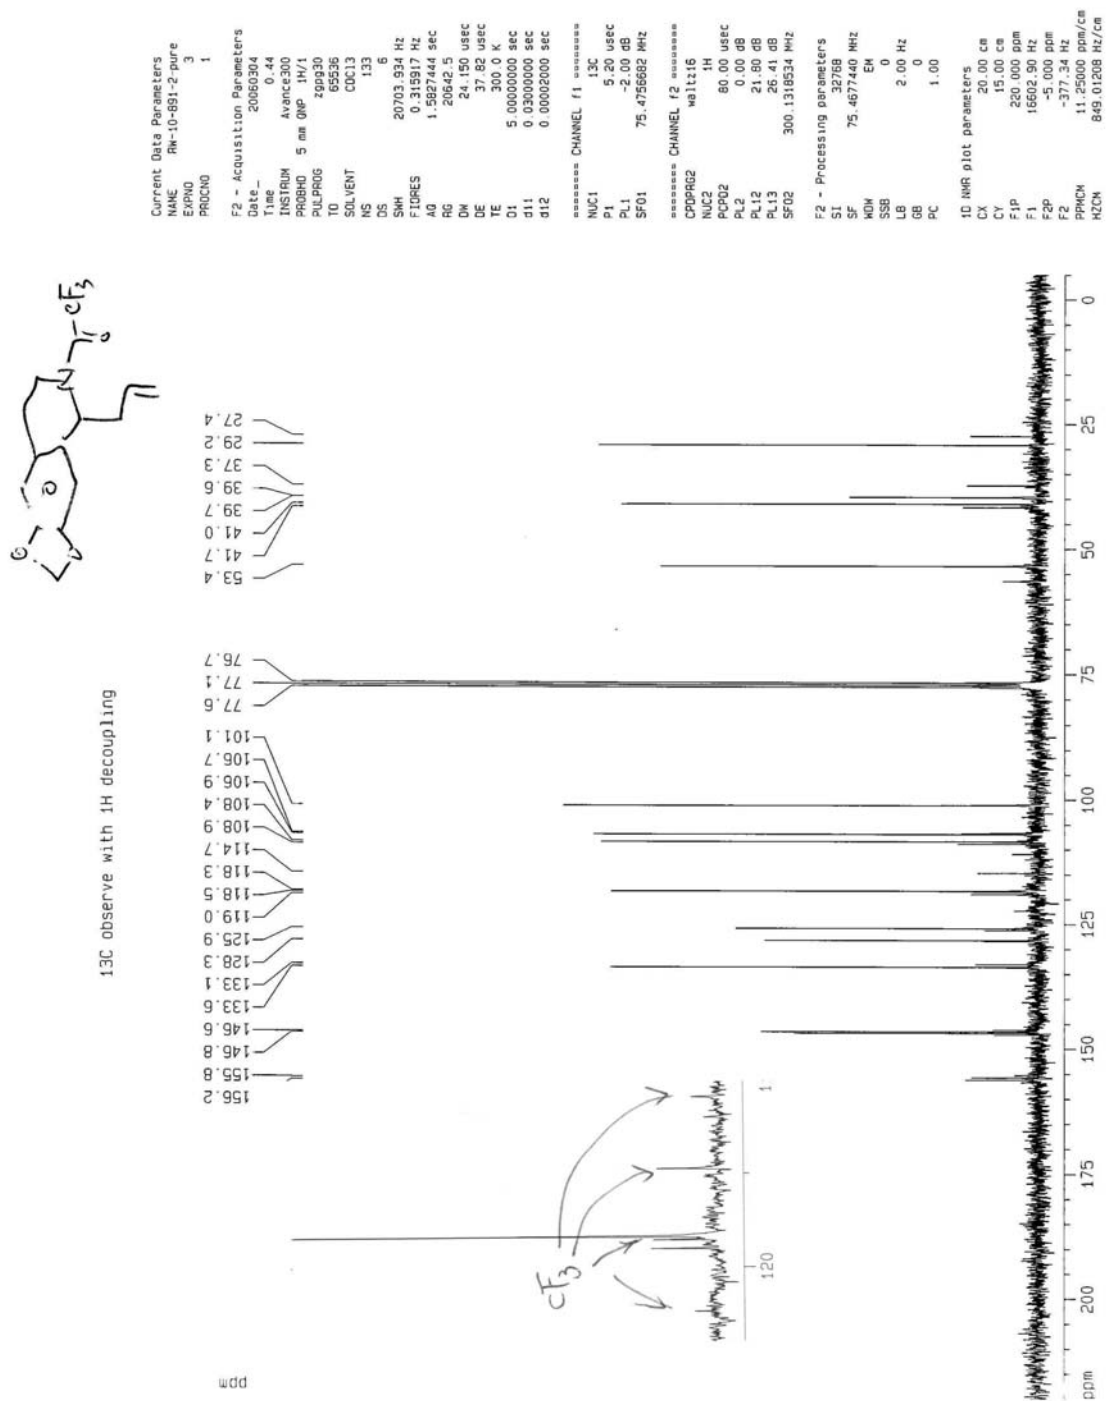 Current Data Parameters
NAME RW-10-891-2-pure
EXPNO 3
PROCNO 1
F2 - Acquisition Parameters
Date_ 20060304
Time 0.44
INSTRUM Avance300
PROBHD 5 mm QNP 1H/1
PULPROG zgpg30
TD 65536
SOLVENT CDCl3
NS 133
DS 6
SWH 20703.934 Hz
FIDRES 0.315917 Hz
AQ 1.5827444 sec
RG 20642.5
DW 24.150 usec
DE 37.82 usec
TE 300.0 K
D1 5.00000000 sec
d11 0.03000000 sec
d12 0.00002000 sec
======== CHANNEL f1 ========
NUC1 13C
P1 5.20 usec
PL1 -2.00 dB
SFO1 75.4756682 MHz
======== CHANNEL f2 ========
CPDPRG2 waltz16
NUC2 1H
PCPD2 80.00 usec
PL2 0.00 dB
PL12 21.80 dB
PL13 26.41 dB
SFO2 300.1318534 MHz
F2 - Processing parameters
SI 32768
SF 75.4677440 MHz
WDW EM
SSB 0
LB 2.00 Hz
GB 0
PC 1.00
1D NMR plot parameters
CX 20.00 cm
CY 15.00 cm
F1P 220.000 ppm
F1 16602.90 Hz
F2P -5.000 ppm
F2 -377.34 Hz
PPMCM 11.25000 ppm/cm
HZCM 849.01208 Hz/cm
O
O
N
O
CF3
13C observe with 1H decoupling
ppm
156.2
155.8
146.8
146.6
133.6
133.1
128.3
125.9
119.0
118.5
118.3
114.7
108.9
108.4
106.9
106.7
101.1
77.6
77.1
76.7
53.4
41.7
41.0
39.7
39.6
37.3
29.2
27.4
CF3
120
1
ppm
200
175
150
125
100
75
50
25
0